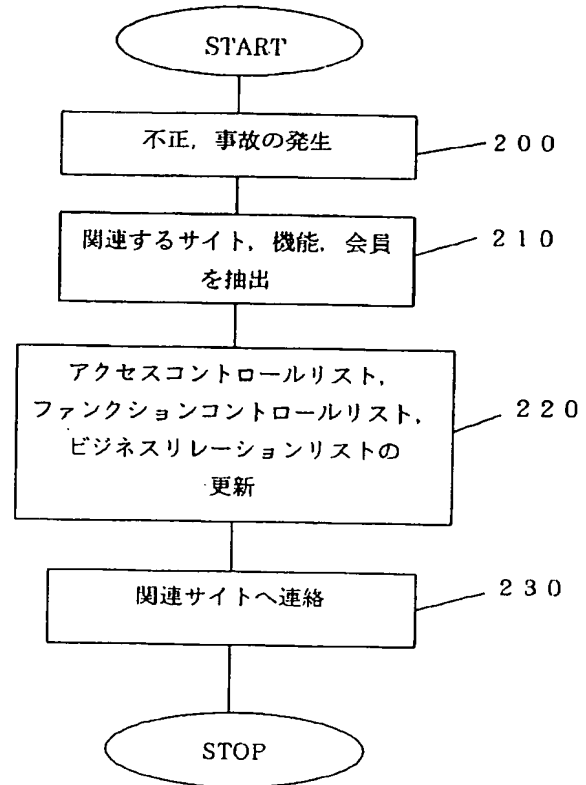 START
不正, 事故の発生
200
関連するサイト, 機能, 会員
を抽出
210
アクセスコントロールリスト,
ファンクションコントロールリスト,
ビジネスリレーションリストの
更新
220
関連サイトへ連絡
230
STOP